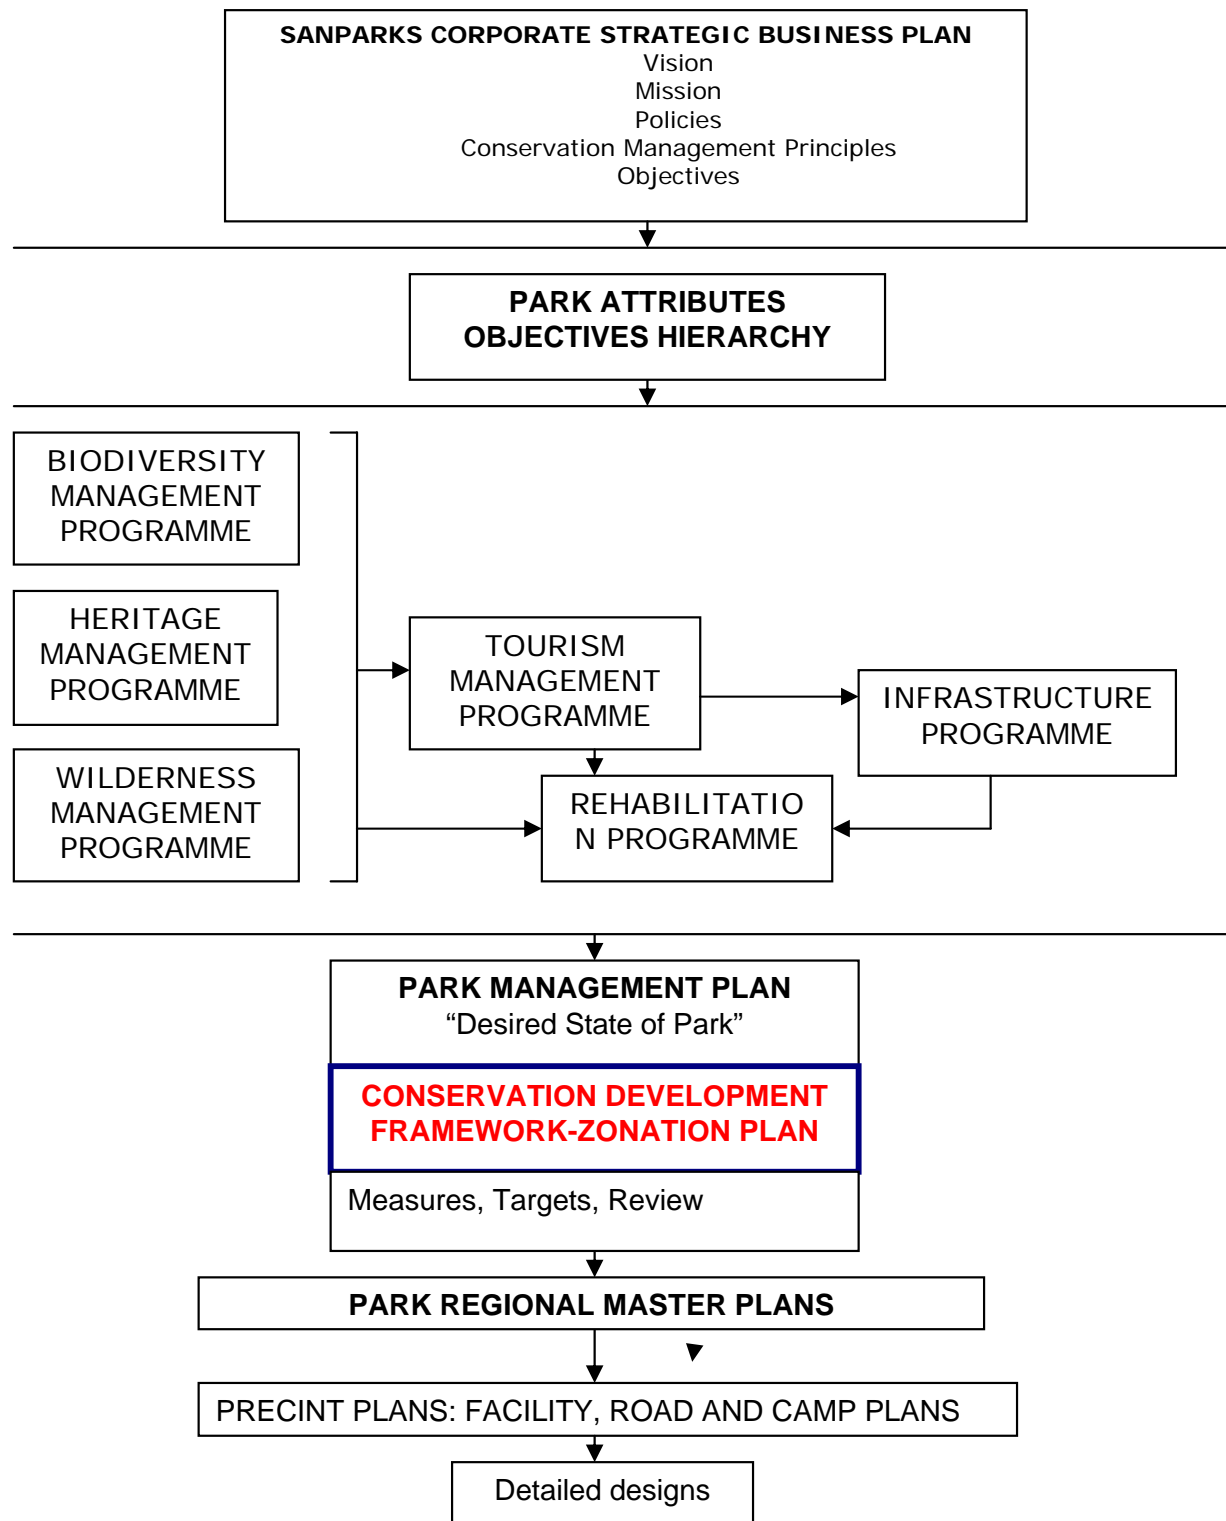 SANPARKS CORPORATE STRATEGIC BUSINESS PLAN
Vision
Mission
Policies
Conservation Management Principles
Objectives
PARK ATTRIBUTES
OBJECTIVES HIERARCHY
BIODIVERSITY
MANAGEMENT
PROGRAMME
HERITAGE
MANAGEMENT
PROGRAMME
WILDERNESS
MANAGEMENT
PROGRAMME
TOURISM
MANAGEMENT
PROGRAMME
INFRASTRUCTURE
PROGRAMME
REHABILITATIO
N PROGRAMME
PARK MANAGEMENT PLAN
“Desired State of Park”
CONSERVATION DEVELOPMENT
FRAMEWORK-ZONATION PLAN
Measures, Targets, Review
PARK REGIONAL MASTER PLANS
PRECINT PLANS: FACILITY, ROAD AND CAMP PLANS
Detailed designs